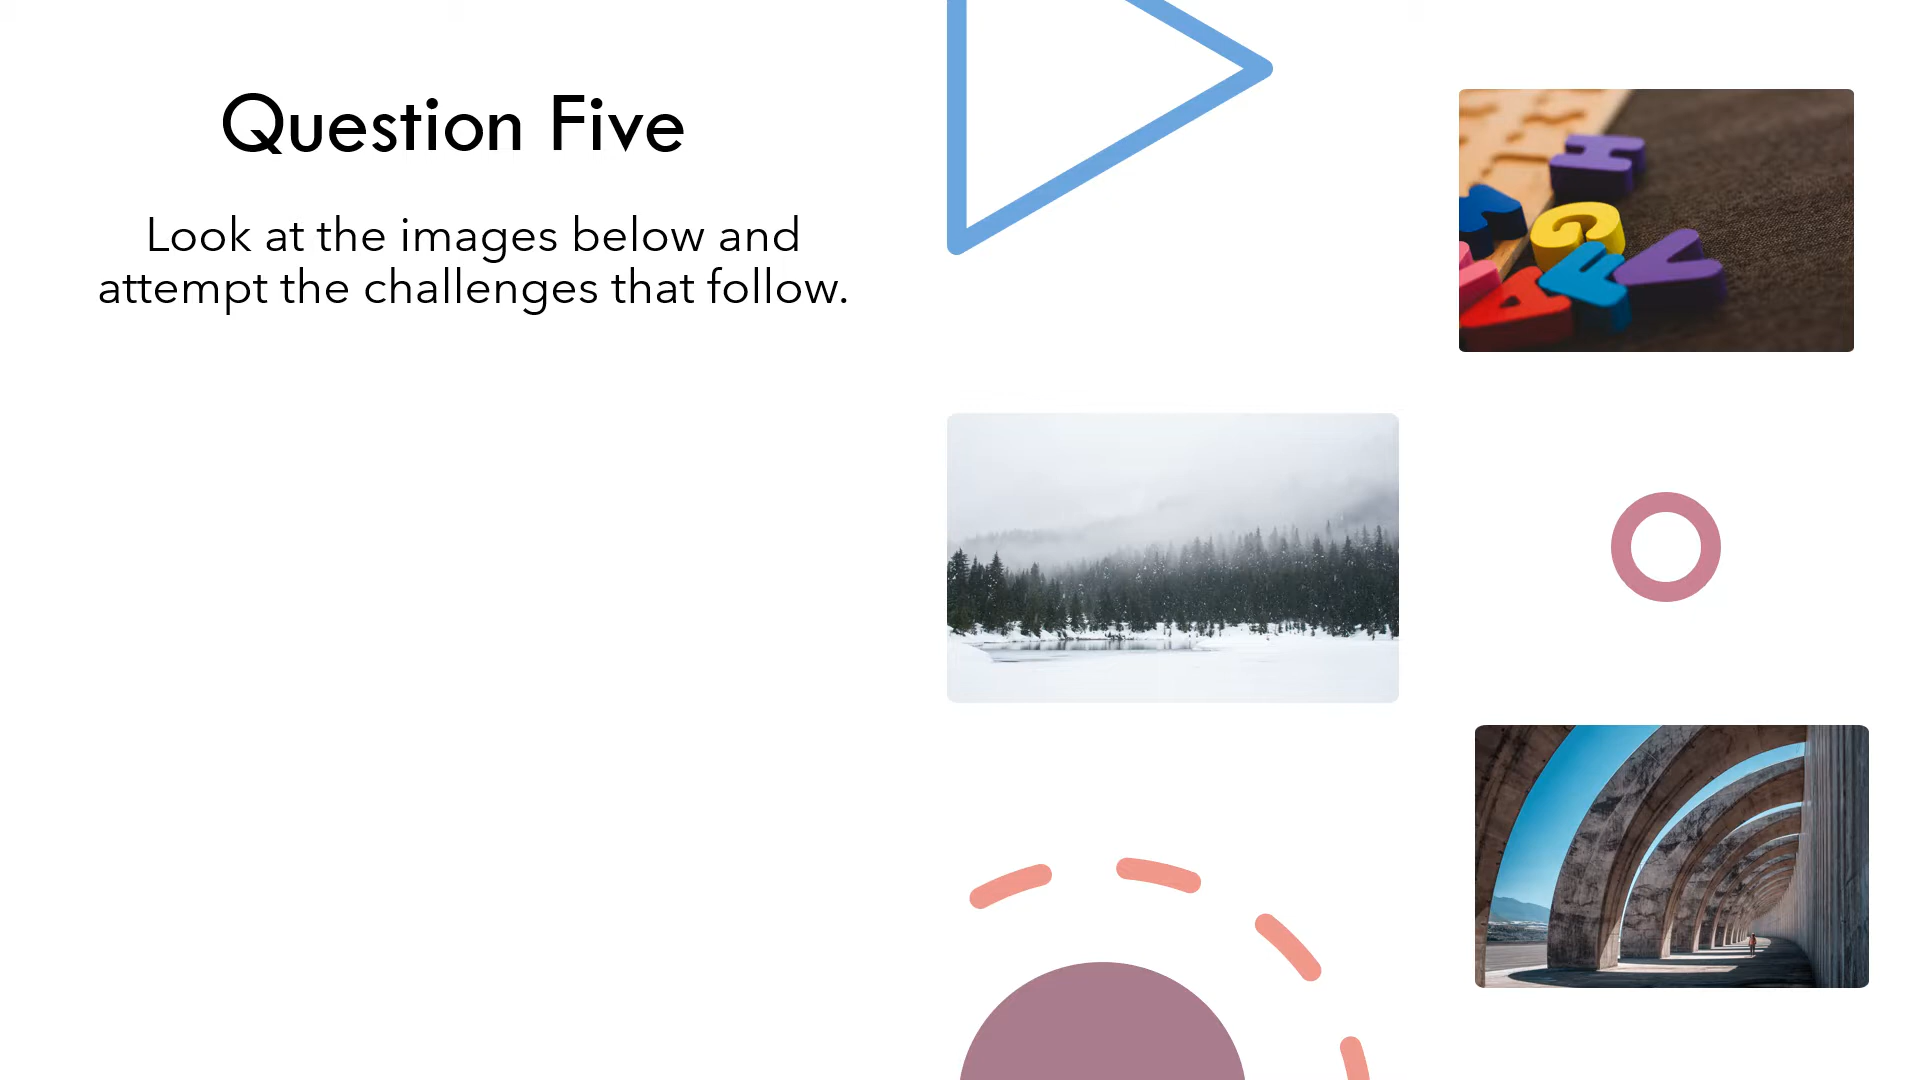 Question Five
Look at the images below and
attempt the challenges that follow.
H
G
A F V